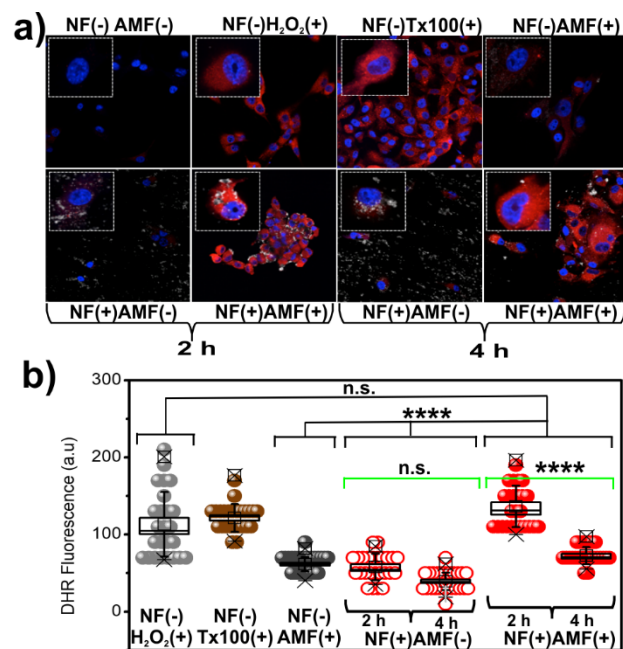 a)
NF(-) AMF(-) NF(-)H₂O₂(+) NF(-)Tx100(+) NF(-)AMF(+)
NF(+)AMF(-) NF(+)AMF(+) NF(+)AMF(-) NF(+)AMF(+)
2 h 4 h
b)
n.s.
****
n.s. ****
DHR Fluorescence (a.u)
300
200
100
0
2 h 4 h 2 h 4 h
NF(-) NF(-) NF(-)
H₂O₂(+) Tx100(+) AMF(+) NF(+)AMF(-) NF(+)AMF(+)